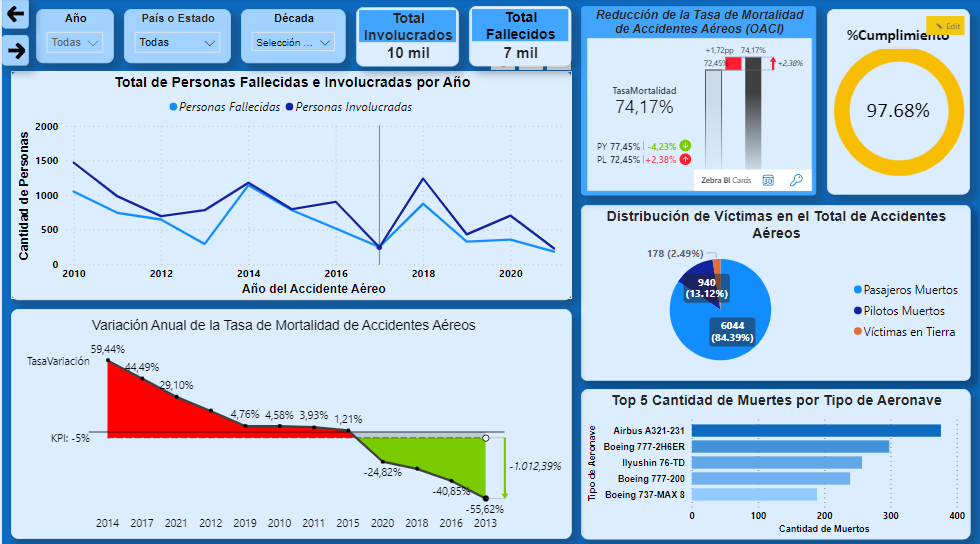 Año
Todas
País o Estado
Todas
Década
Selección ...
Total
Involucrados
10 mil
Total
Fallecidos
7 mil
Reducción de la Tasa de Mortalidad
de Accidentes Aéreos (OACI)
+1,72pp
74,17%
72,45%
+2,38%
TasaMortalidad
74,17%
PY 77,45% -4,23%
PL 72,45% +2,38%
Zebra BI Cards
Edit
%Cumplimiento
97.68%
Total de Personas Fallecidas e Involucradas por Año
Personas Fallecidas Personas Involucradas
Cantidad de Personas
2000
1500
1000
500
0
2010 2012 2014 2016 2018 2020
Año del Accidente Aéreo
Distribución de Víctimas en el Total de Accidentes
Aéreos
178 (2.49%)
940
(13.12%)
6044
(84.39%)
Pasajeros Muertos
Pilotos Muertos
Víctimas en Tierra
Variación Anual de la Tasa de Mortalidad de Accidentes Aéreos
59,44%
TasaVariación
44,49%
29,10%
4,76% 4,58% 3,93% 1,21%
KPI: -5%
-24,82%
-1.012,39%
-40,85%
-55,62%
2014 2017 2021 2012 2019 2010 2011 2015 2020 2018 2016 2013
Top 5 Cantidad de Muertes por Tipo de Aeronave
Tipo de Aeronave
Airbus A321-231
Boeing 777-2H6ER
Ilyushin 76-TD
Boeing 777-200
Boeing 737-MAX 8
0 100 200 300 400
Cantidad de Muertos